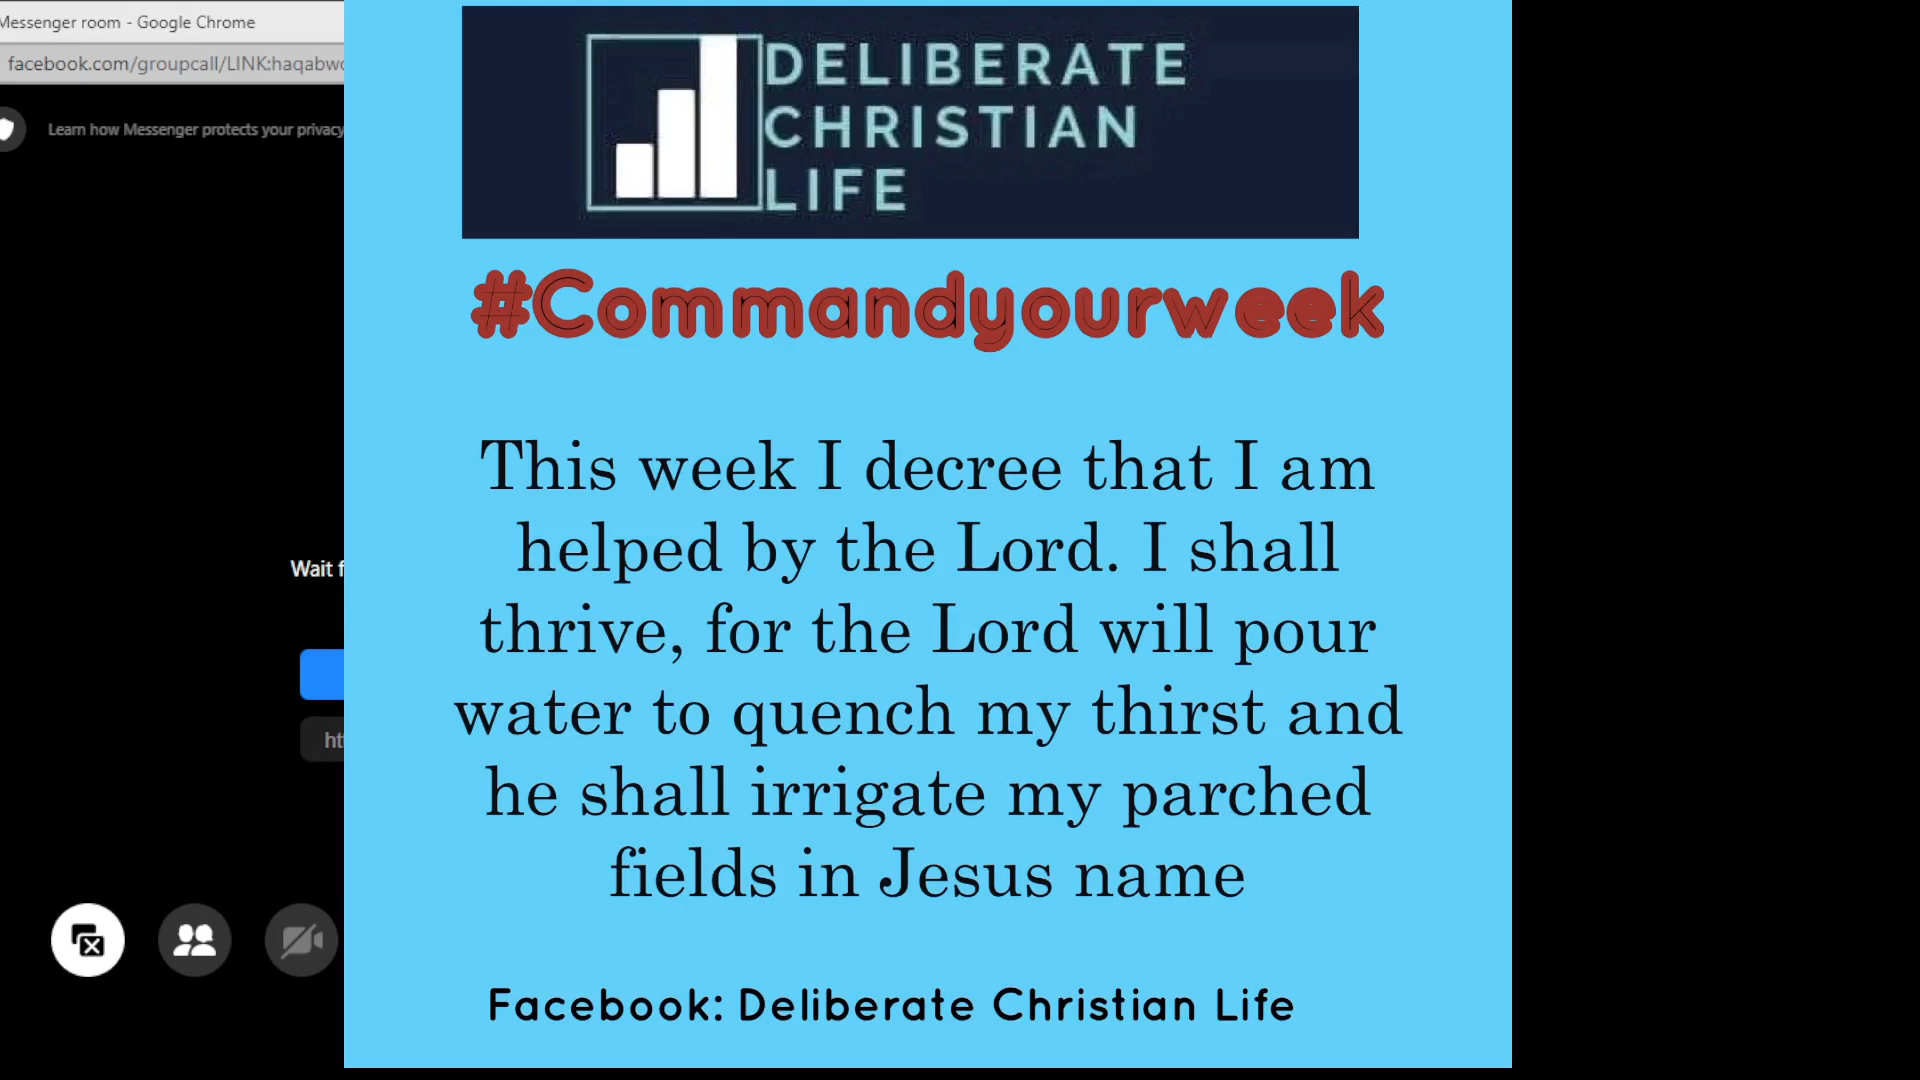 Messenger room - Google Chrome
facebook.com/groupcall/LINK:haqabw
Learn how Messenger protects your privacy
DELIBERATE
CHRISTIAN
LIFE
#Commandyourweek
This week I decree that I am
helped by the Lord. I shall
thrive, for the Lord will pour
water to quench my thirst and
he shall irrigate my parched
fields in Jesus name
Wait f
ht
Facebook: Deliberate Christian Life